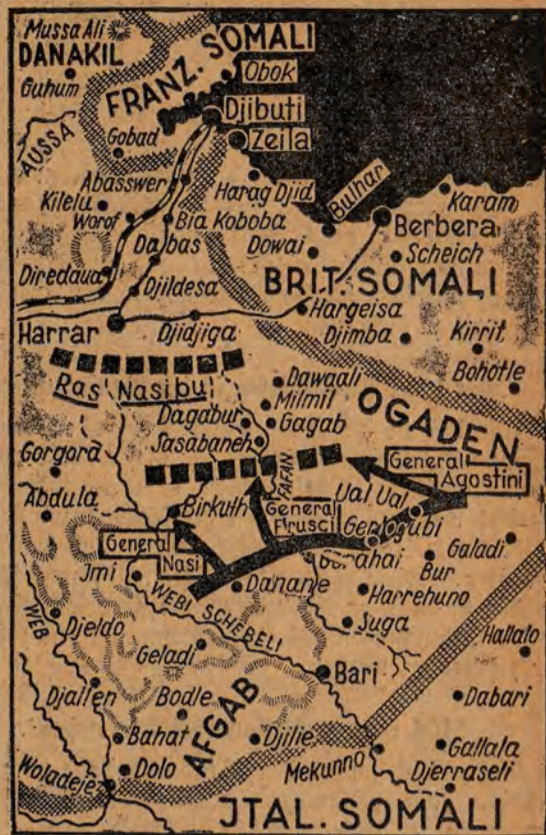 Mussa Ali
DANAKIL
Guhum
FRANZ. SOMALI
Obok
Djibuti
Zeila
AUSSA
Gobad
Abasswer
Kilelu
Worof
Bia Koboba
Dabas
Harag Djid
Bulhar
Karam
Berbera
Dowai
Scheich
Diredaua
BRIT. SOMALI
Djildesa
Hargeisa
Harrar
Djidjiga
Djimba
Kirrit
Bohotle
Ras Nasibu
Dawaali
Milmil
OGADEN
Dagabur
Gagab
Sasabaneh
FAFAN
Gorgora
General
Agostini
Abdula
Birkuth
Ual Ual
General
Frusci
Gerlogubi
General
Nasi
Galadi
Jmi
Bur
Danane
Harrehuno
WEBI SCHEBELI
Suga
WEB
Djeldo
Hallalo
Geladi
Bari
Djallen
Bodle
AFGAB
Dabari
Bahat
Djilie
Gallala
Woladeje
Dolo
Mekunno
Djerraseli
JTAL. SOMALI